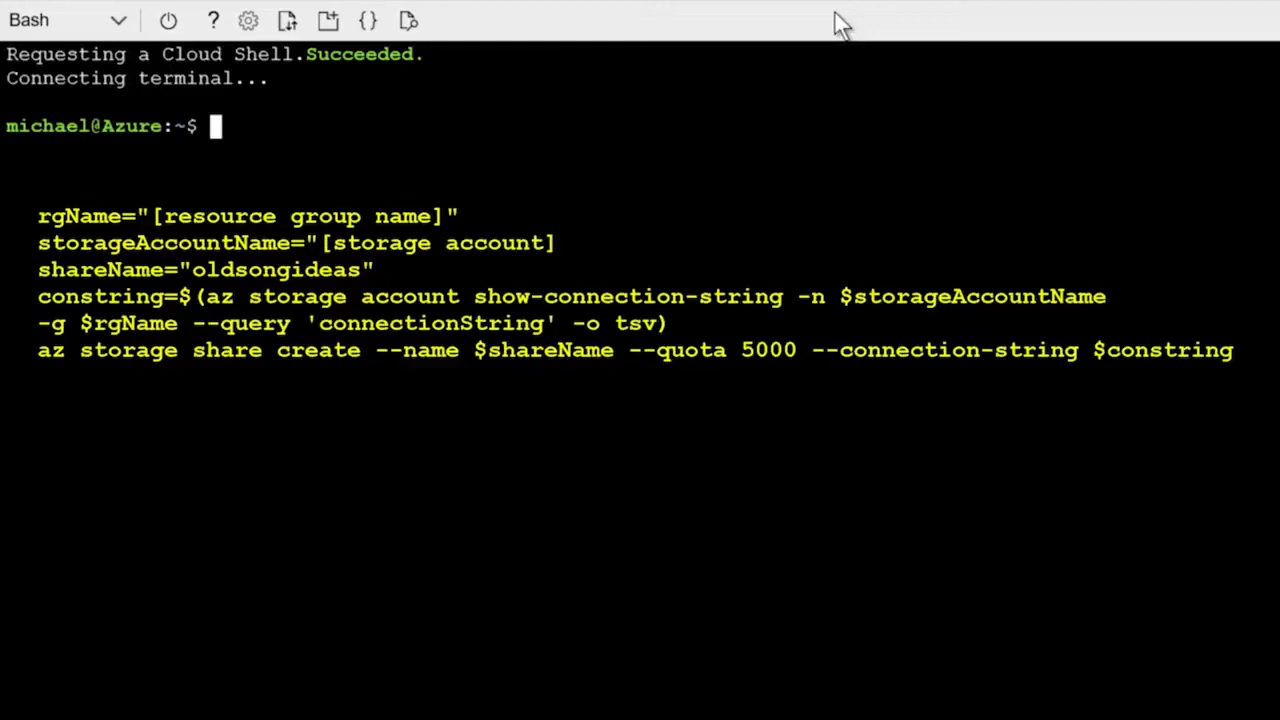 Bash
Requesting a Cloud Shell.Succeeded.
Connecting terminal...
michael@Azure:~$
rgName="[resource group name]"
storageAccountName="[storage account]
shareName="oldsongideas"
constring=$(az storage account show-connection-string -n $storageAccountName
-g $rgName --query 'connectionString' -o tsv)
az storage share create --name $shareName --quota 5000 --connection-string $constring